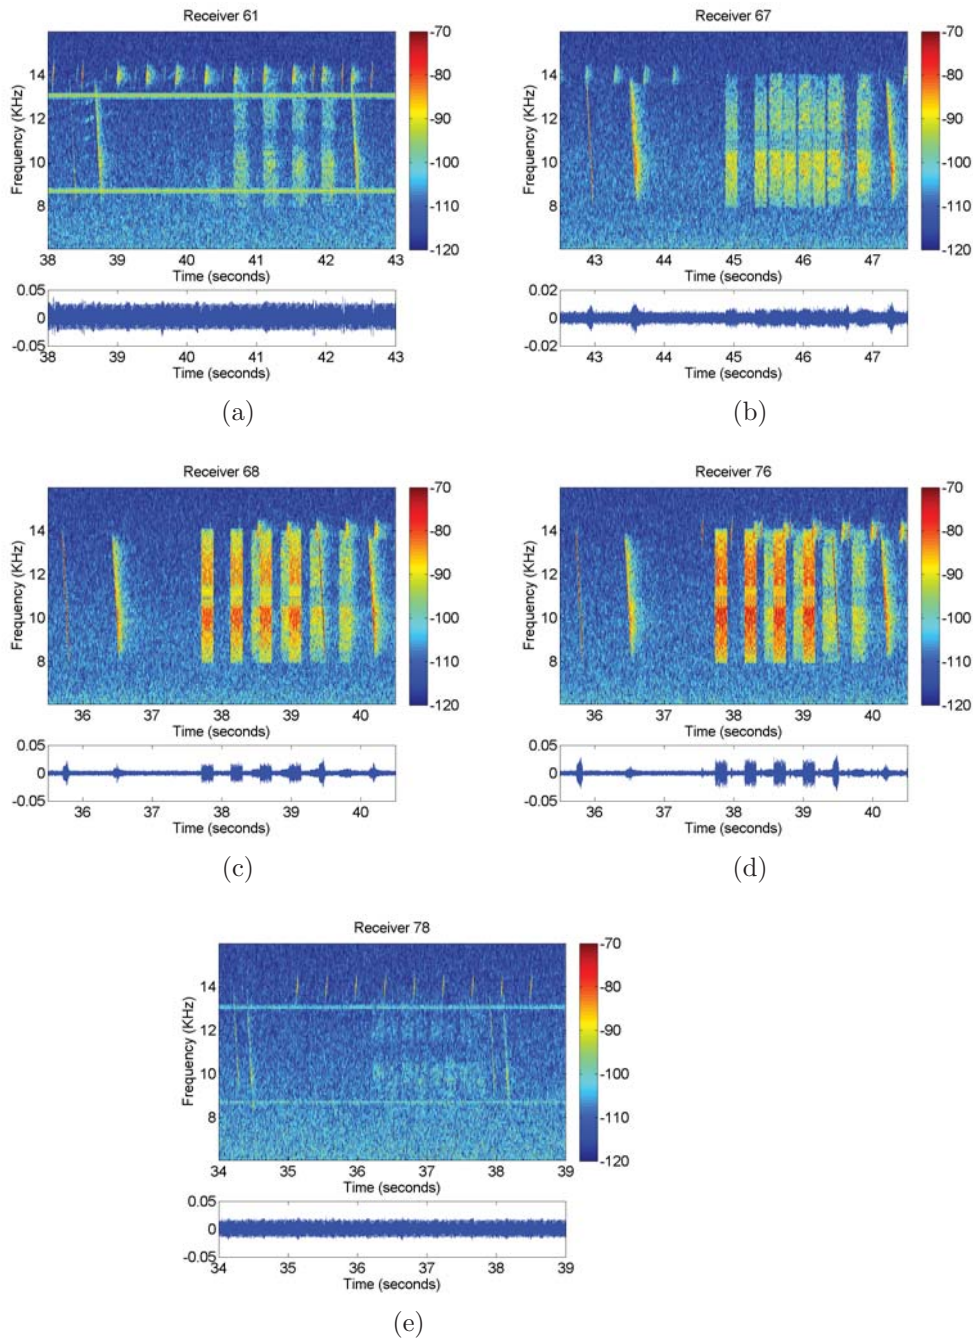 Receiver 61
Frequency (KHz)
14
12
10
8
38 39 40 41 42 43
Time (seconds)
-70
-80
-90
-100
-110
-120
0.05
0
-0.05
38 39 40 41 42 43
Time (seconds)
(a)
Receiver 67
Frequency (KHz)
14
12
10
8
43 44 45 46 47
Time (seconds)
-70
-80
-90
-100
-110
-120
0.02
0
-0.02
43 44 45 46 47
Time (seconds)
(b)
Receiver 68
Frequency (KHz)
14
12
10
8
36 37 38 39 40
Time (seconds)
-70
-80
-90
-100
-110
-120
0.05
0
-0.05
36 37 38 39 40
Time (seconds)
(c)
Receiver 76
Frequency (KHz)
14
12
10
8
36 37 38 39 40
Time (seconds)
-70
-80
-90
-100
-110
-120
0.05
0
-0.05
36 37 38 39 40
Time (seconds)
(d)
Receiver 78
Frequency (KHz)
14
12
10
8
34 35 36 37 38 39
Time (seconds)
-70
-80
-90
-100
-110
-120
0.05
0
-0.05
34 35 36 37 38 39
Time (seconds)
(e)